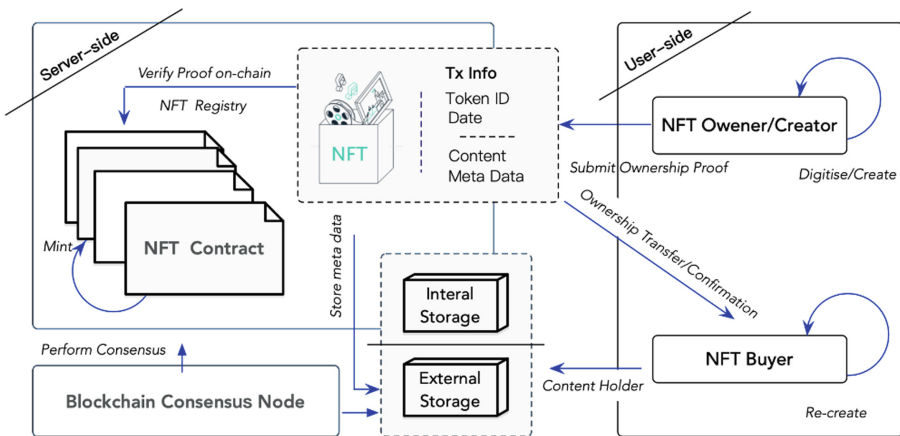 Server-side
Verify Proof on-chain
NFT Registry
NFT Contract
Mint
NFT
Tx Info
Token ID
Date
Content
Meta Data
Store meta data
Interal
Storage
External
Storage
Perform Consensus
Blockchain Consensus Node
User-side
NFT Owener/Creator
Submit Ownership Proof
Digitise/Create
Ownership Transfer/Confirmation
NFT Buyer
Content Holder
Re-create